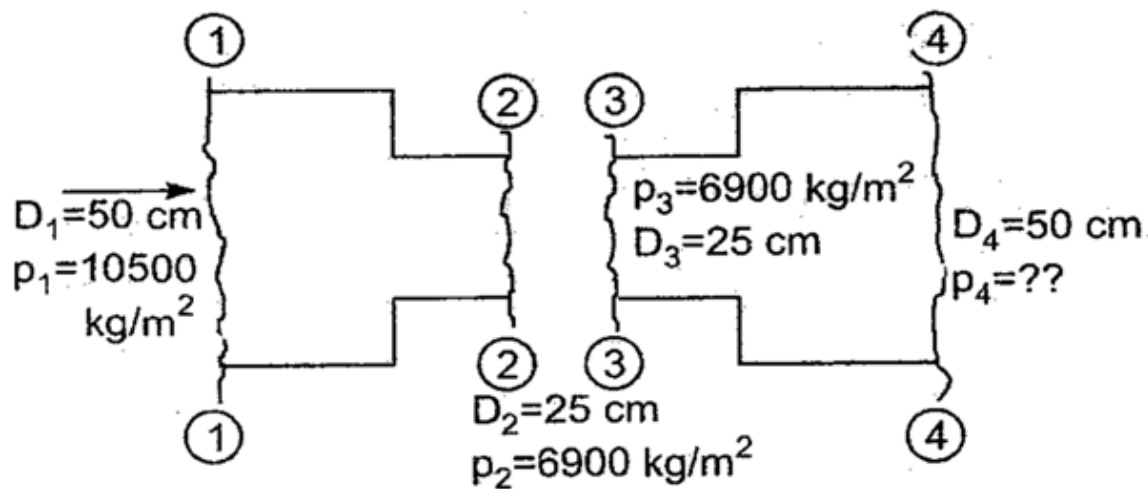 1
4
2
3
D₁=50 cm
p₁=10500
kg/m²
p₃=6900 kg/m²
D₃=25 cm
D₄=50 cm
p₄=??
1
2
3
4
D₂=25 cm
p₂=6900 kg/m²